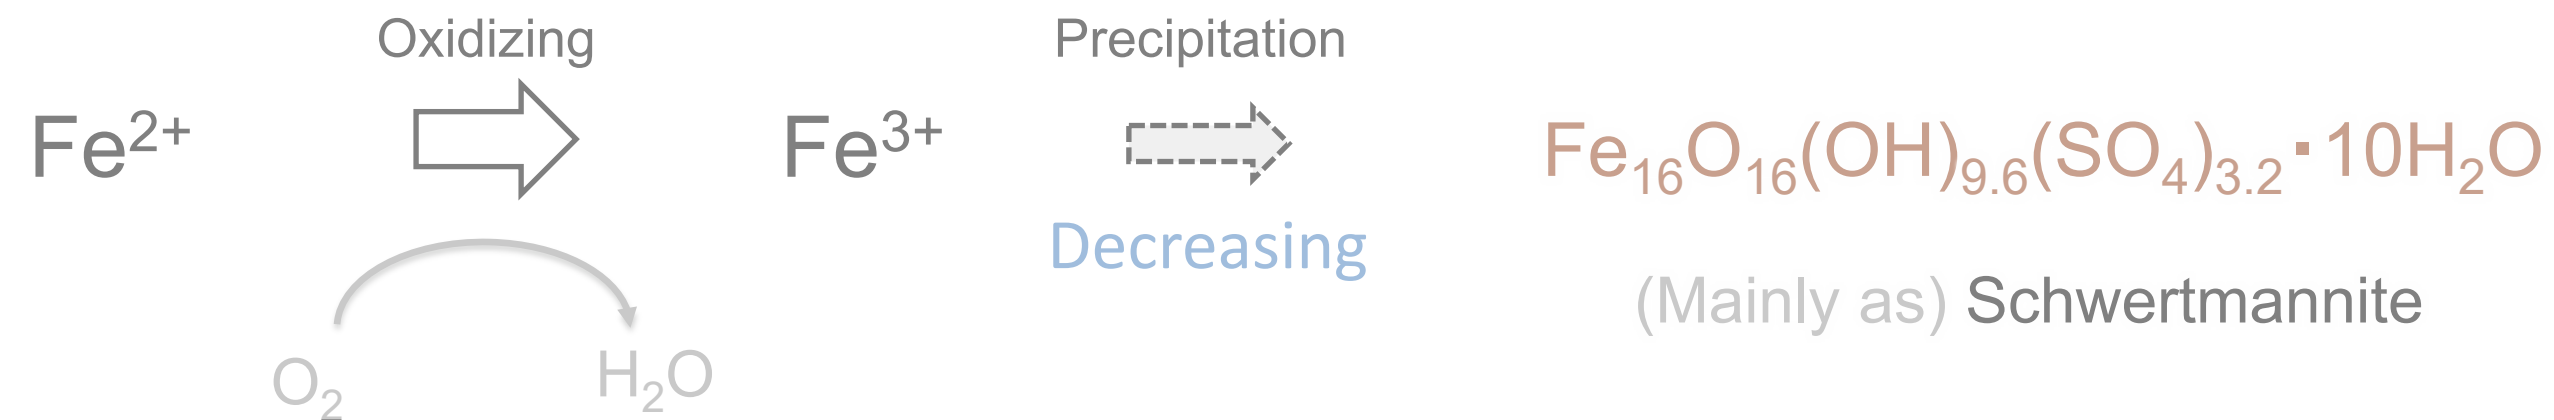 Oxidizing
Precipitation
Fe²⁺
Fe³⁺
Fe₁₆O₁₆(OH)₉.₆(SO₄)₃.₂·10H₂O
Decreasing
(Mainly as) Schwertmannite
O₂
H₂O